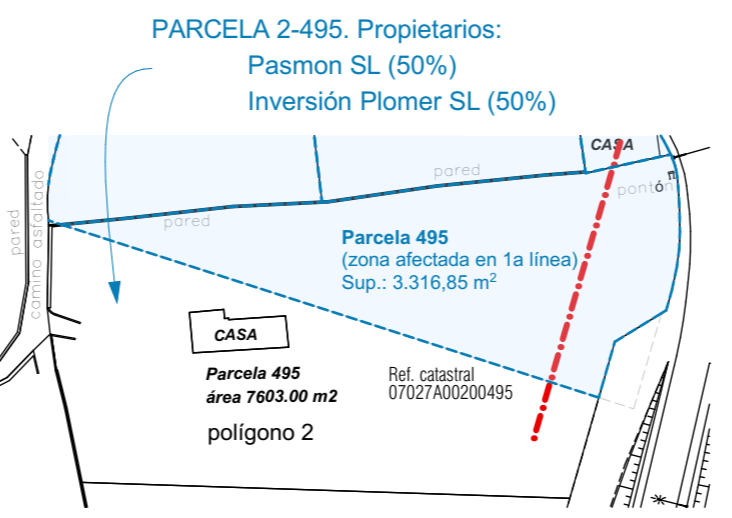 PARCELA 2-495. Propietarios:
Pasmon SL (50%)
Inversión Plomer SL (50%)
CASA
pared
pontón
pared
pared
camino asfaltado
Parcela 495
(zona afectada en 1a línea)
Sup.: 3.316,85 m²
CASA
Parcela 495
área 7603.00 m2
polígono 2
Ref. catastral
07027A00200495